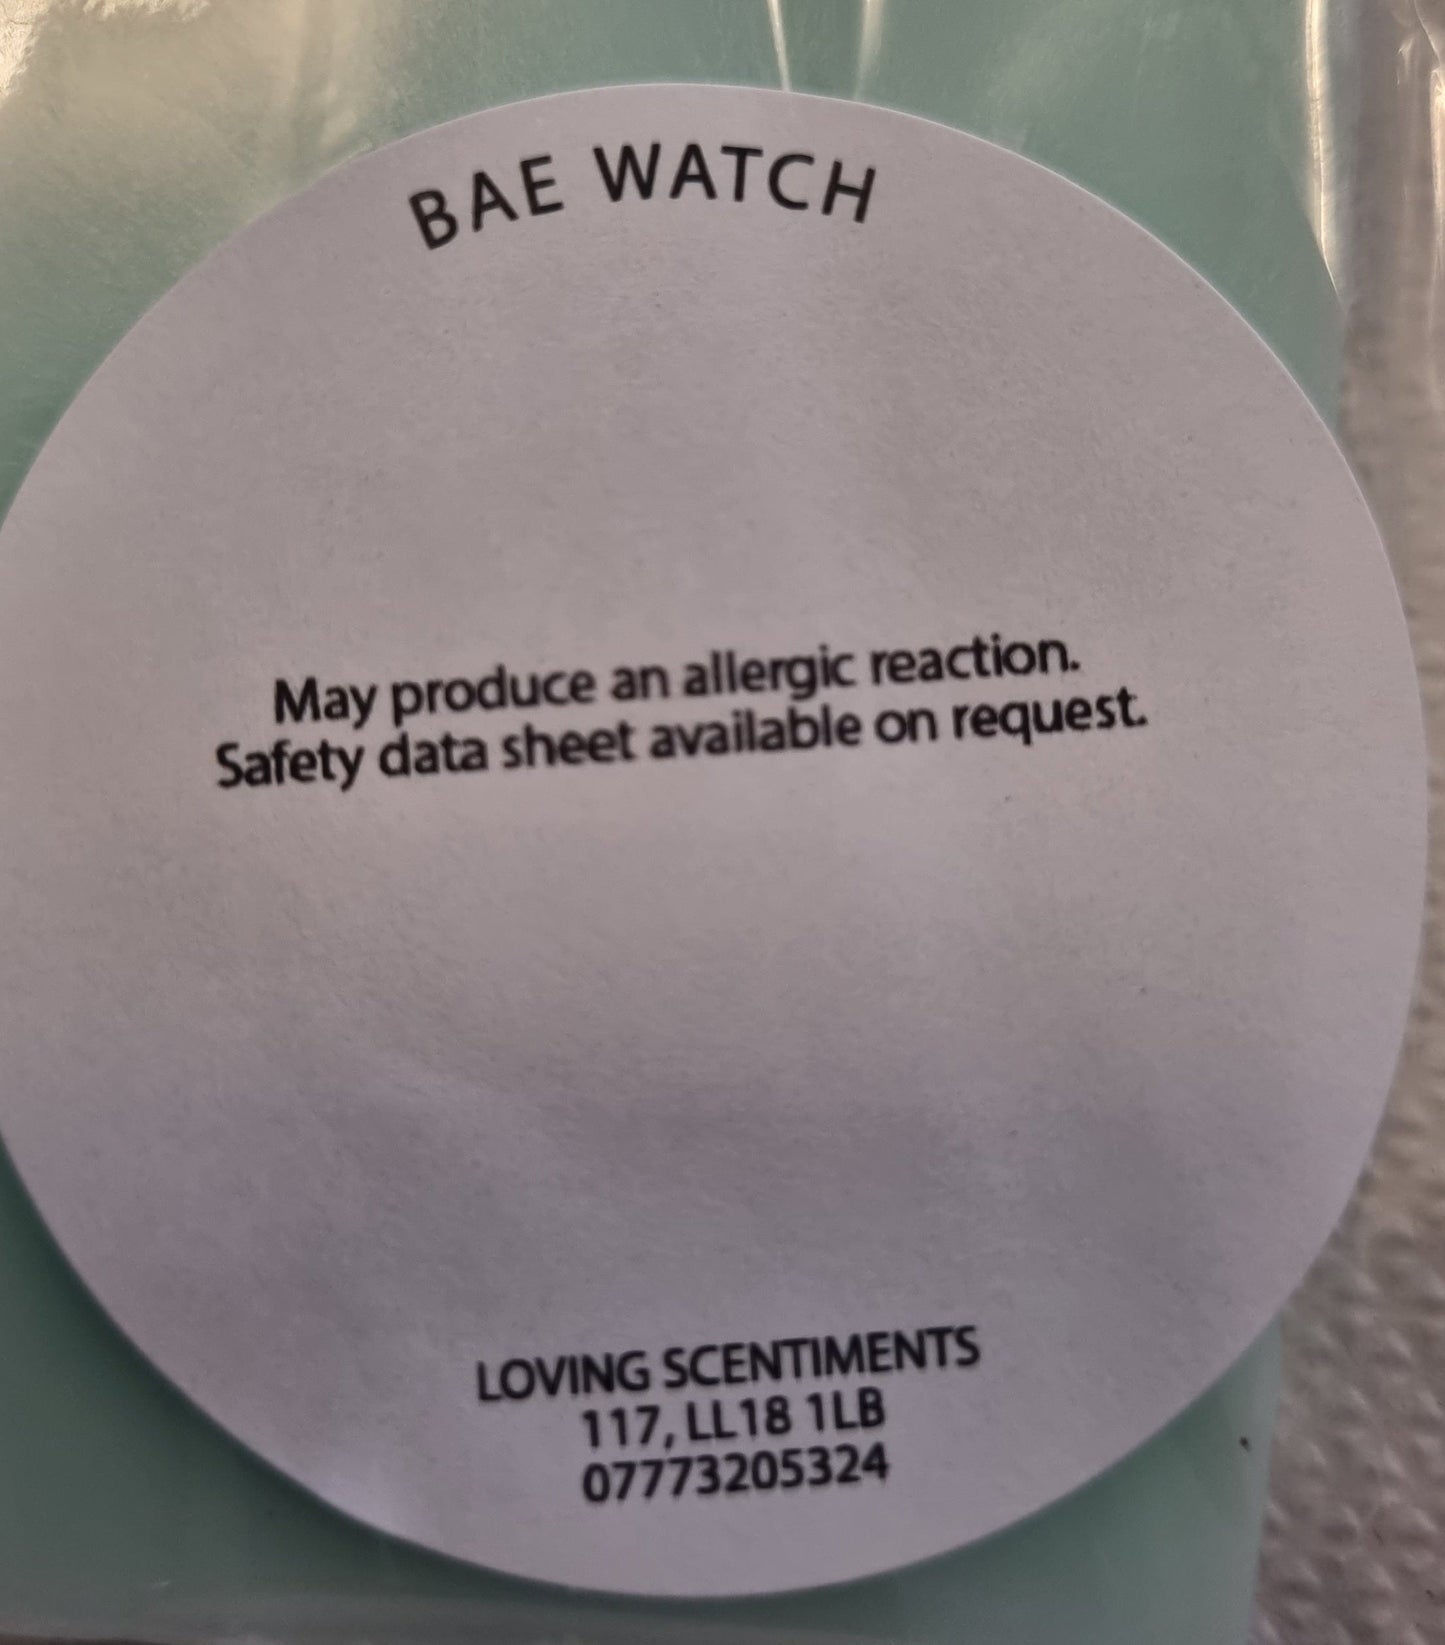 BAE WATCH
May produce an allergic reaction.
Safety data sheet available on request.
LOVING SCENTIMENTS
117, LL18 1LB
07773205324